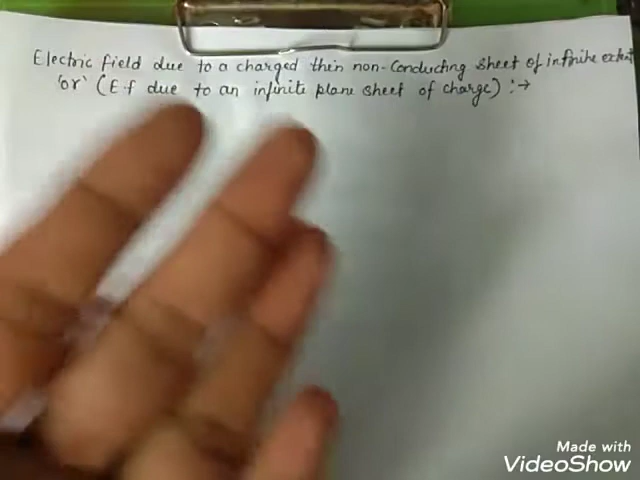 Electric field due to a charged thin non-Conducting sheet of infinite extent
'or' (E.f due to an infinite plane sheet of charge) :→
Made with
VideoShow